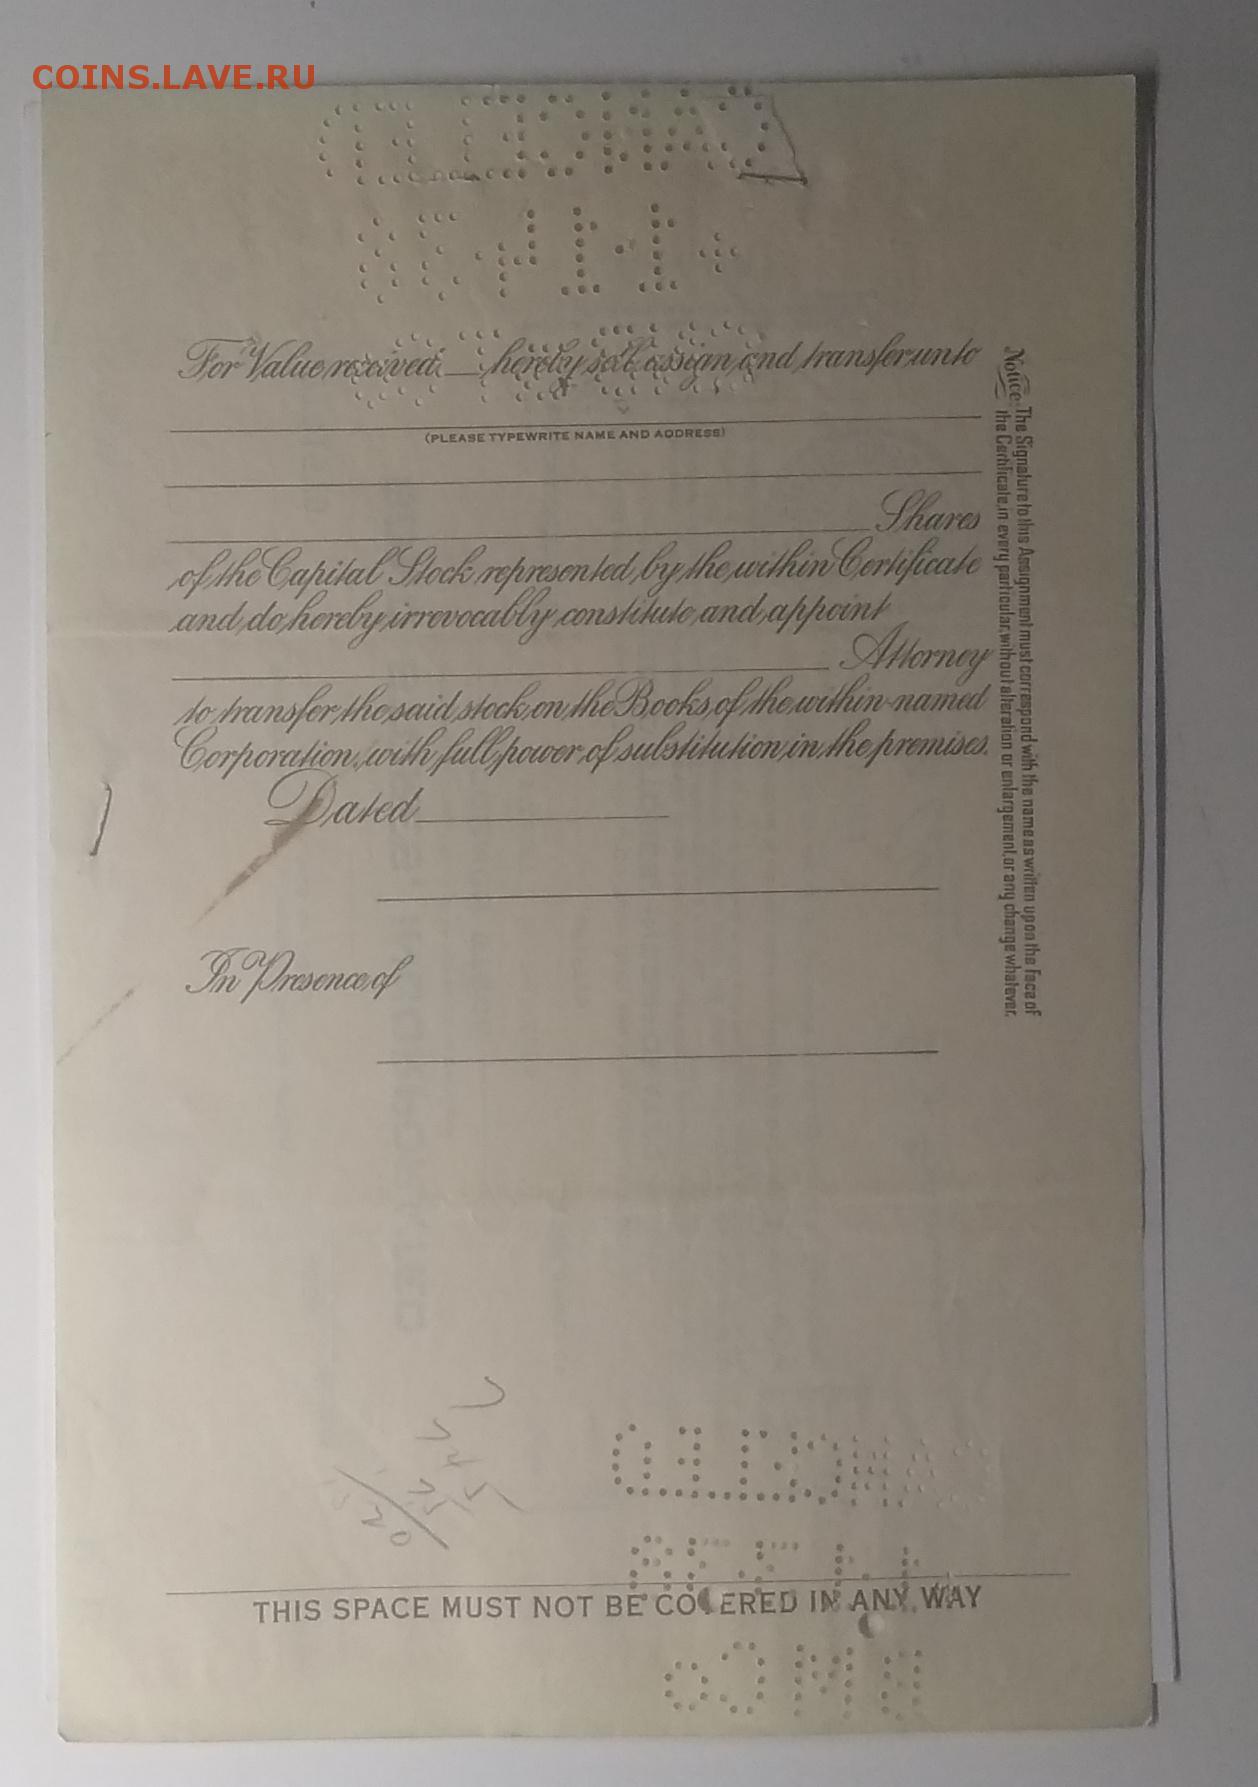 COINS.LAVE.RU
For Value received, hereby sell, assign and transfer unto
(PLEASE TYPEWRITE NAME AND ADDRESS)
Shares
of the Capital Stock represented by the within Certificate
and do hereby irrevocably constitute and appoint
Attorney
to transfer the said stock on the Books of the within-named
Corporation, with full power of substitution in the premises.
Dated
In Presence of
Notice: The Signature to this Assignment must correspond with the name as written upon the face of
the Certificate, in every particular, without alteration or enlargement, or any change whatever.
THIS SPACE MUST NOT BE COVERED IN ANY WAY